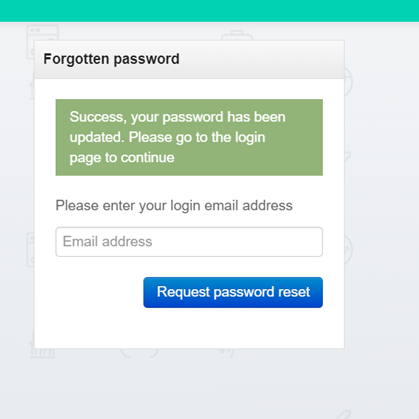 Forgotten password
Success, your password has been
updated. Please go to the login
page to continue
Please enter your login email address
Email address
Request password reset